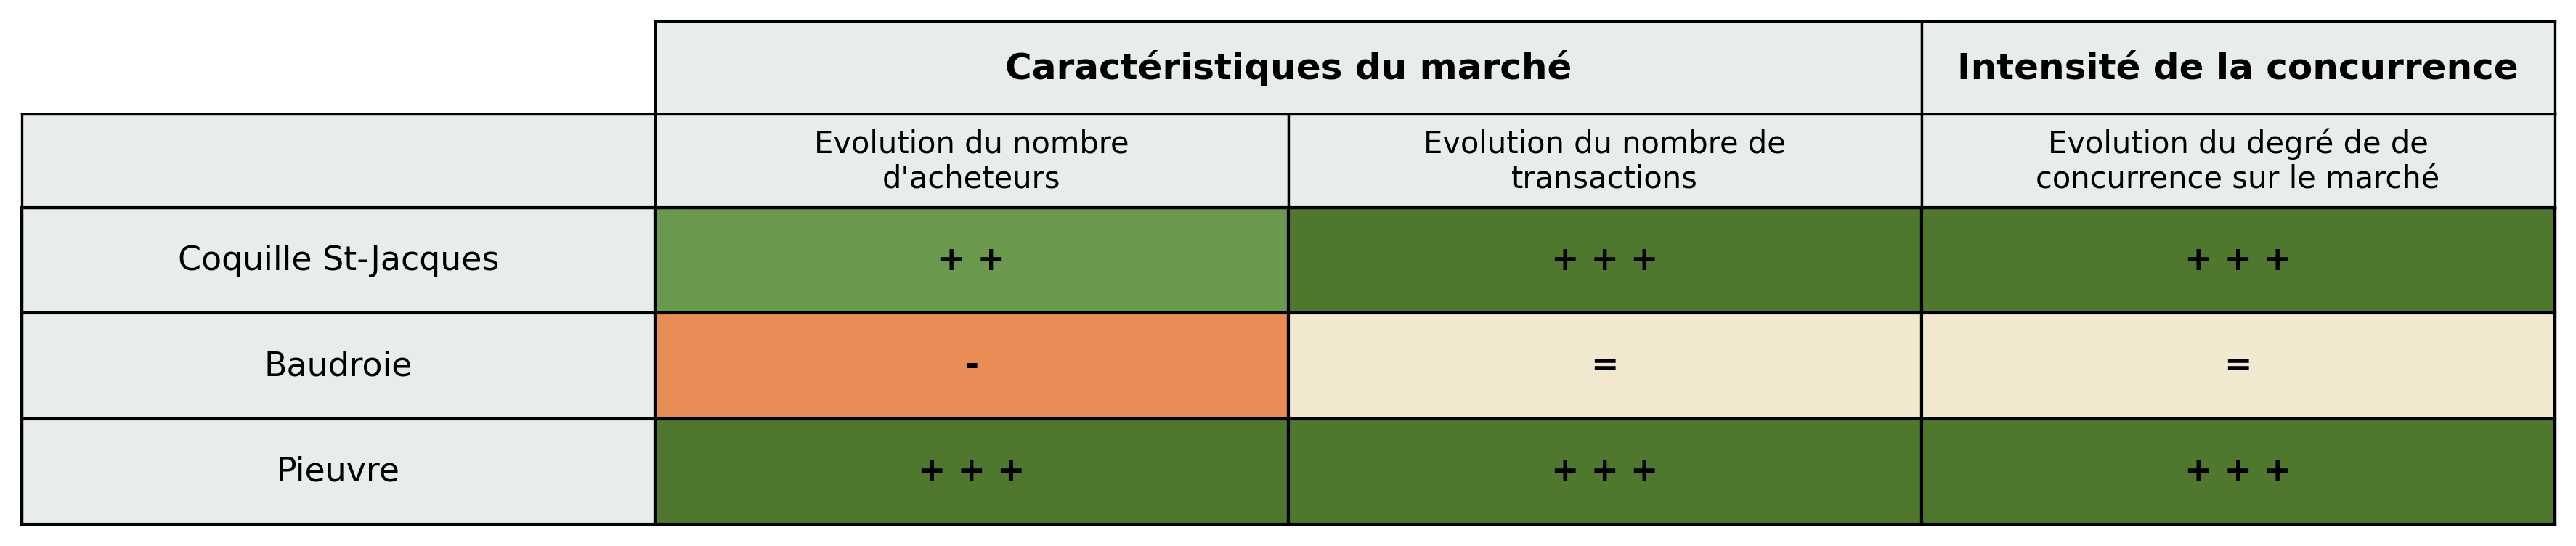 Caractéristiques du marché
Intensité de la concurrence
Evolution du nombre
d'acheteurs
Evolution du nombre de
transactions
Evolution du degré de de
concurrence sur le marché
Coquille St-Jacques
+ +
+ + +
+ + +
Baudroie
-
=
=
Pieuvre
+ + +
+ + +
+ + +